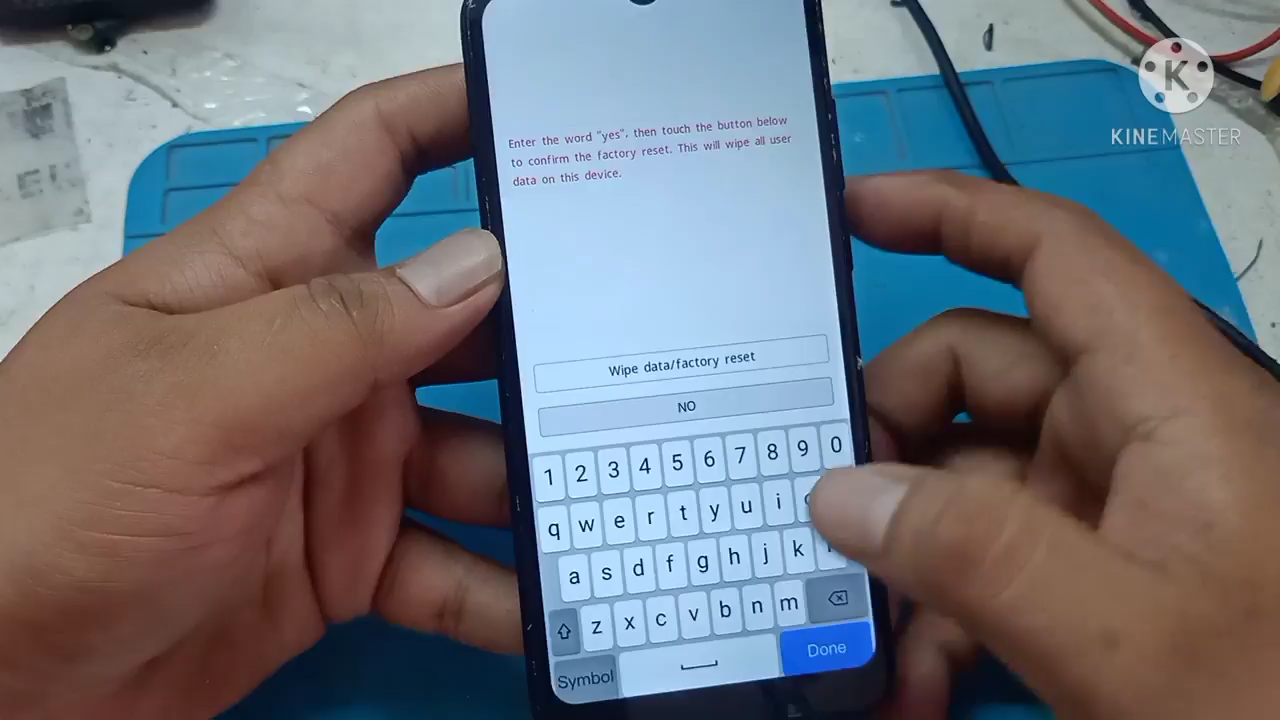 Enter the word "yes", then touch the button below
to confirm the factory reset. This will wipe all user
data on this device.
KINEMASTER
Wipe data/factory reset
NO
1 2 3 4 5 6 7 8 9 0
q w e r t y u i
a s d f g h j k
z x c v b n m
Done
Symbol